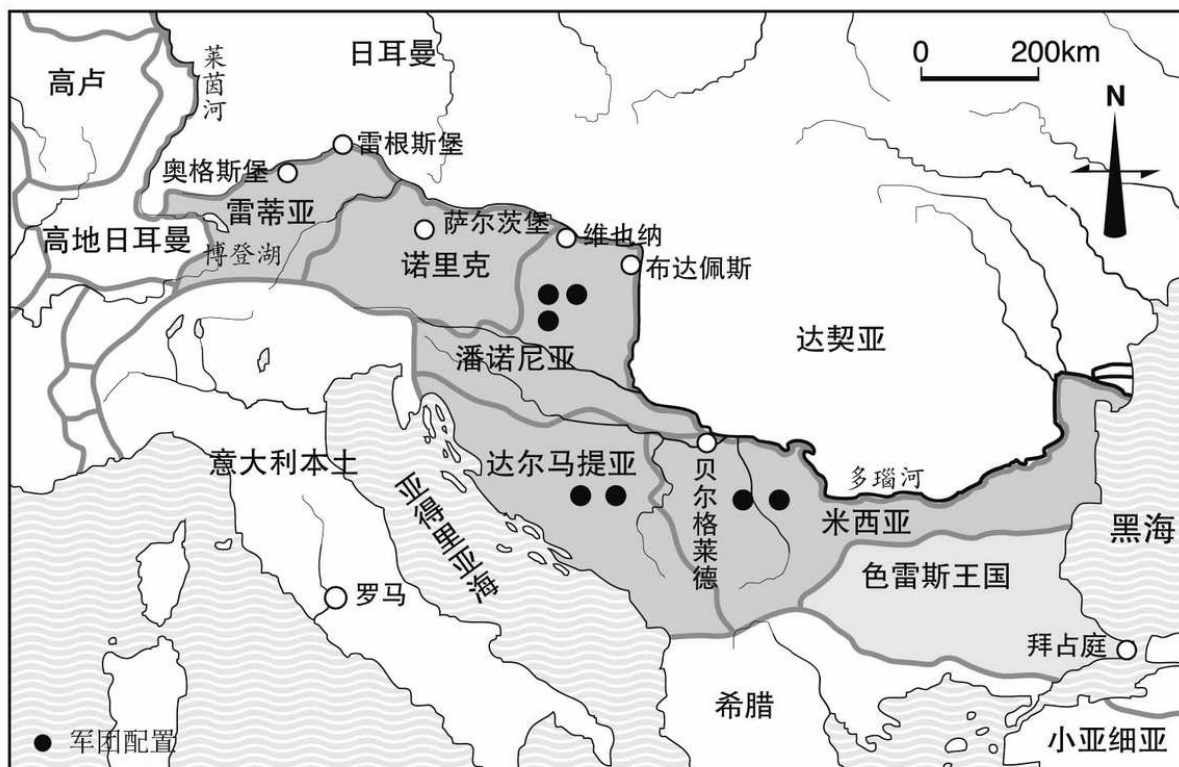 高卢
莱茵河
日耳曼
0 200km
N
雷根斯堡
奥格斯堡
雷蒂亚
高地日耳曼
博登湖
萨尔茨堡
诺里克
维也纳
布达佩斯
潘诺尼亚
达契亚
意大利本土
达尔马提亚
亚得里亚海
贝尔格莱德
多瑙河
米西亚
黑海
色雷斯王国
罗马
拜占庭
希腊
小亚细亚
军团配置